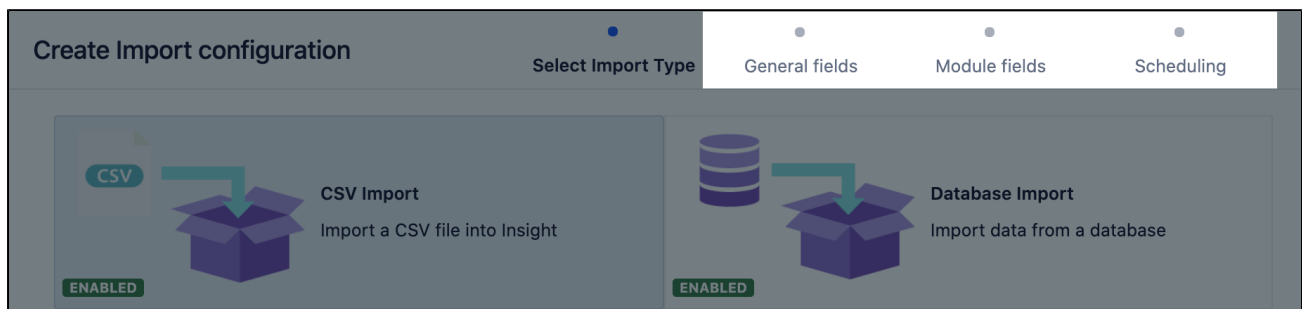 Create Import configuration
Select Import Type
General fields
Module fields
Scheduling
CSV
CSV Import
Import a CSV file into Insight
ENABLED
Database Import
Import data from a database
ENABLED